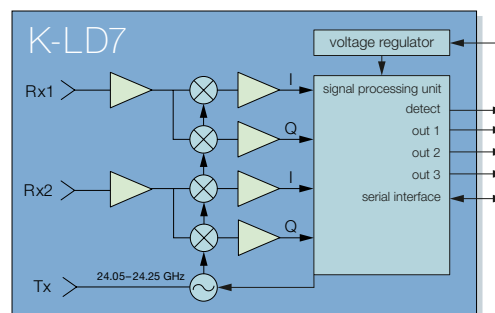 K-LD7
voltage regulator
Rx1
I
signal processing unit
detect
Q
out 1
out 2
Rx2
I
out 3
serial interface
Q
24.05–24.25 GHz
Tx